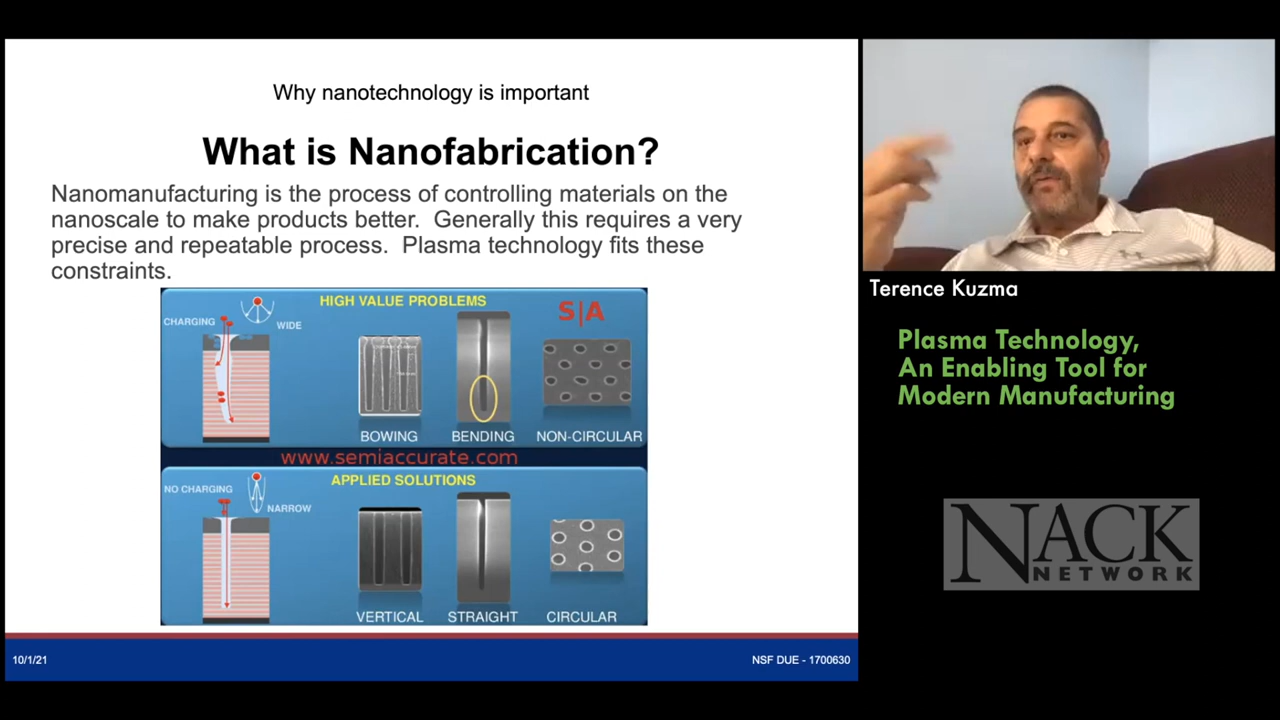 Why nanotechnology is important
What is Nanofabrication?
Nanomanufacturing is the process of controlling materials on the
nanoscale to make products better.  Generally this requires a very
precise and repeatable process.  Plasma technology fits these
constraints.
HIGH VALUE PROBLEMS
S|A
CHARGING
WIDE
BOWING
BENDING
NON-CIRCULAR
www.semiaccurate.com
APPLIED SOLUTIONS
NO CHARGING
NARROW
VERTICAL
STRAIGHT
CIRCULAR
10/1/21
NSF DUE - 1700630
Terence Kuzma
Plasma Technology,
An Enabling Tool for
Modern Manufacturing
NACK
NETWORK